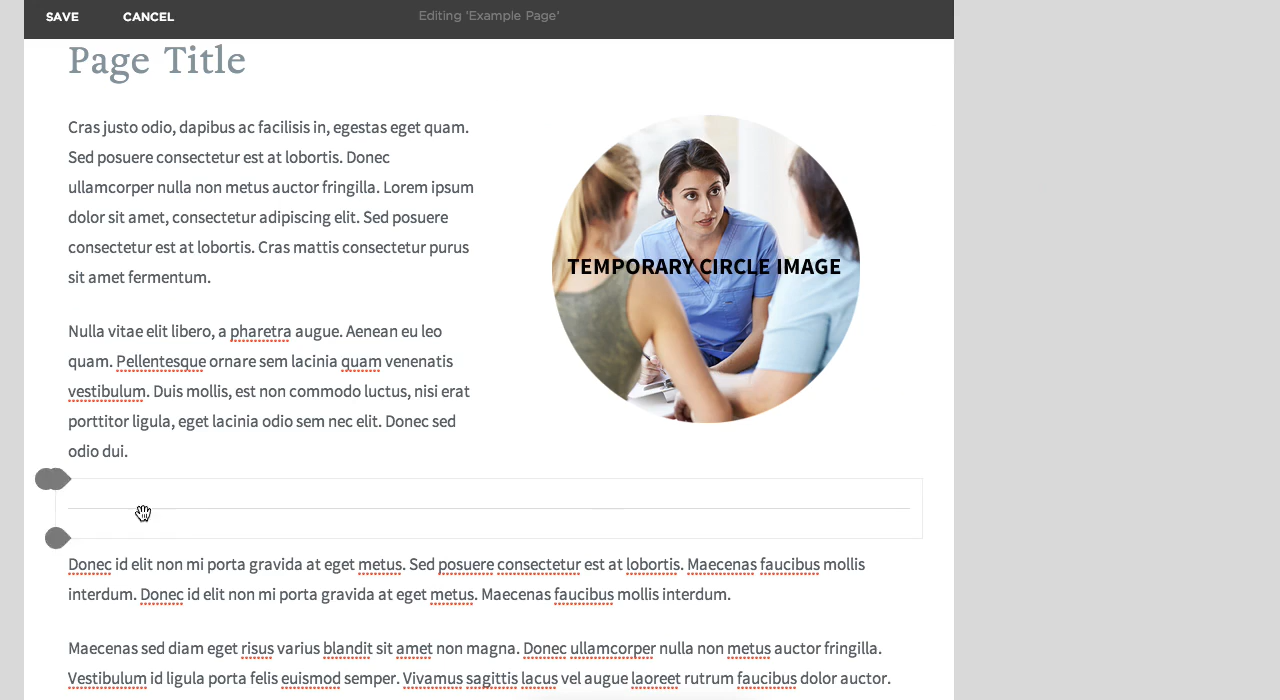 SAVE CANCEL Editing 'Example Page'
Page Title
Cras justo odio, dapibus ac facilisis in, egestas eget quam.
Sed posuere consectetur est at lobortis. Donec
ullamcorper nulla non metus auctor fringilla. Lorem ipsum
dolor sit amet, consectetur adipiscing elit. Sed posuere
consectetur est at lobortis. Cras mattis consectetur purus
sit amet fermentum.
TEMPORARY CIRCLE IMAGE
Nulla vitae elit libero, a pharetra augue. Aenean eu leo
quam. Pellentesque ornare sem lacinia quam venenatis
vestibulum. Duis mollis, est non commodo luctus, nisi erat
porttitor ligula, eget lacinia odio sem nec elit. Donec sed
odio dui.
Donec id elit non mi porta gravida at eget metus. Sed posuere consectetur est at lobortis. Maecenas faucibus mollis
interdum. Donec id elit non mi porta gravida at eget metus. Maecenas faucibus mollis interdum.
Maecenas sed diam eget risus varius blandit sit amet non magna. Donec ullamcorper nulla non metus auctor fringilla.
Vestibulum id ligula porta felis euismod semper. Vivamus sagittis lacus vel augue laoreet rutrum faucibus dolor auctor.